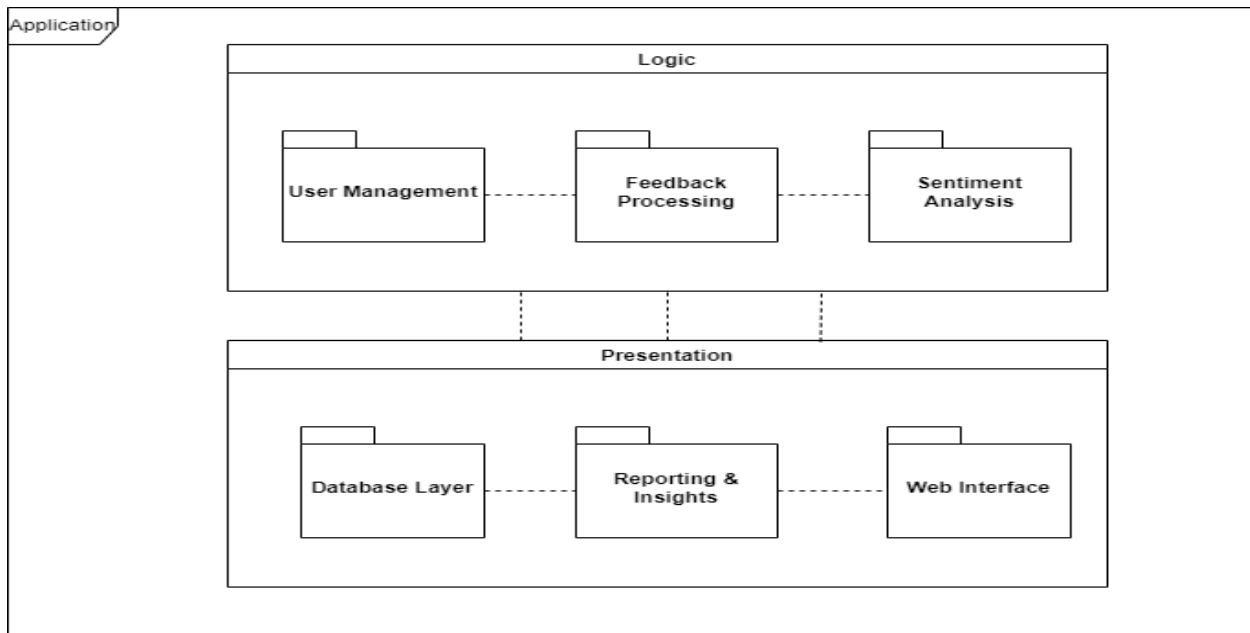 Application
Logic
User Management
Feedback
Processing
Sentiment
Analysis
Presentation
Database Layer
Reporting &
Insights
Web Interface